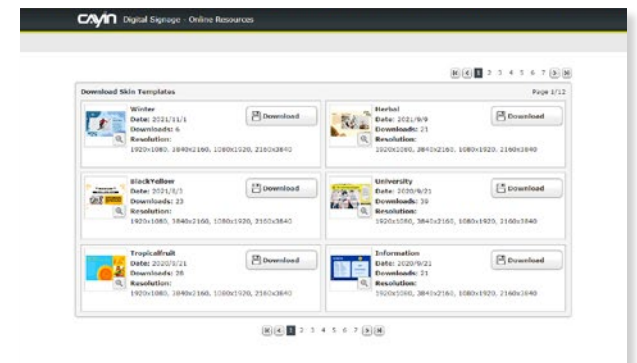 CAYIN Digital Signage - Online Resources
1 2 3 4 5 6 7
Download Skin Templates Page 1/12
Winter
Date: 2021/11/1
Downloads: 6
Resolution:
1920x1080, 3840x2160, 1080x1920, 2160x3840
Download
Herbal
Date: 2021/9/9
Downloads: 21
Resolution:
1920x1080, 3840x2160, 1080x1920, 2160x3840
Download
BlackYellow
Date: 2021/8/3
Downloads: 23
Resolution:
1920x1080, 3840x2160, 1080x1920, 2160x3840
Download
University
Date: 2020/9/21
Downloads: 39
Resolution:
1920x1080, 3840x2160, 1080x1920, 2160x3840
Download
Tropicalfruit
Date: 2020/9/21
Downloads: 28
Resolution:
1920x1080, 3840x2160, 1080x1920, 2160x3840
Download
Information
Date: 2020/9/21
Downloads: 21
Resolution:
1920x1080, 3840x2160, 1080x1920, 2160x3840
Download
1 2 3 4 5 6 7